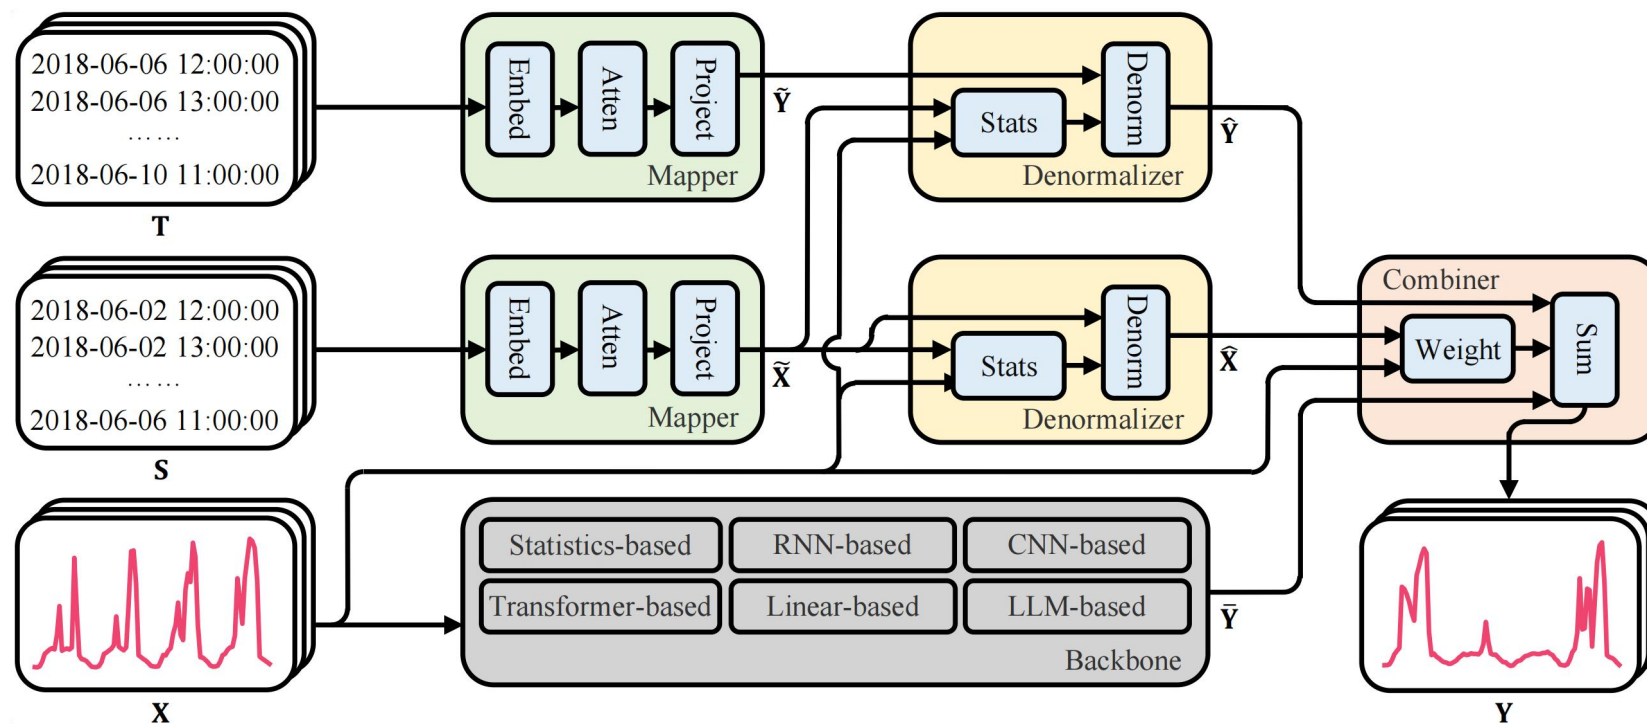 2018-06-06 12:00:00
2018-06-06 13:00:00
... ...
2018-06-10 11:00:00
T
Embed
Atten
Project
Mapper
Ỹ
Stats
Denorm
Denormalizer
Ŷ
2018-06-02 12:00:00
2018-06-02 13:00:00
... ...
2018-06-06 11:00:00
S
Embed
Atten
Project
Mapper
X̃
Stats
Denorm
Denormalizer
X̂
Combiner
Weight
Sum
X
Statistics-based
RNN-based
CNN-based
Transformer-based
Linear-based
LLM-based
Backbone
Ȳ
Y